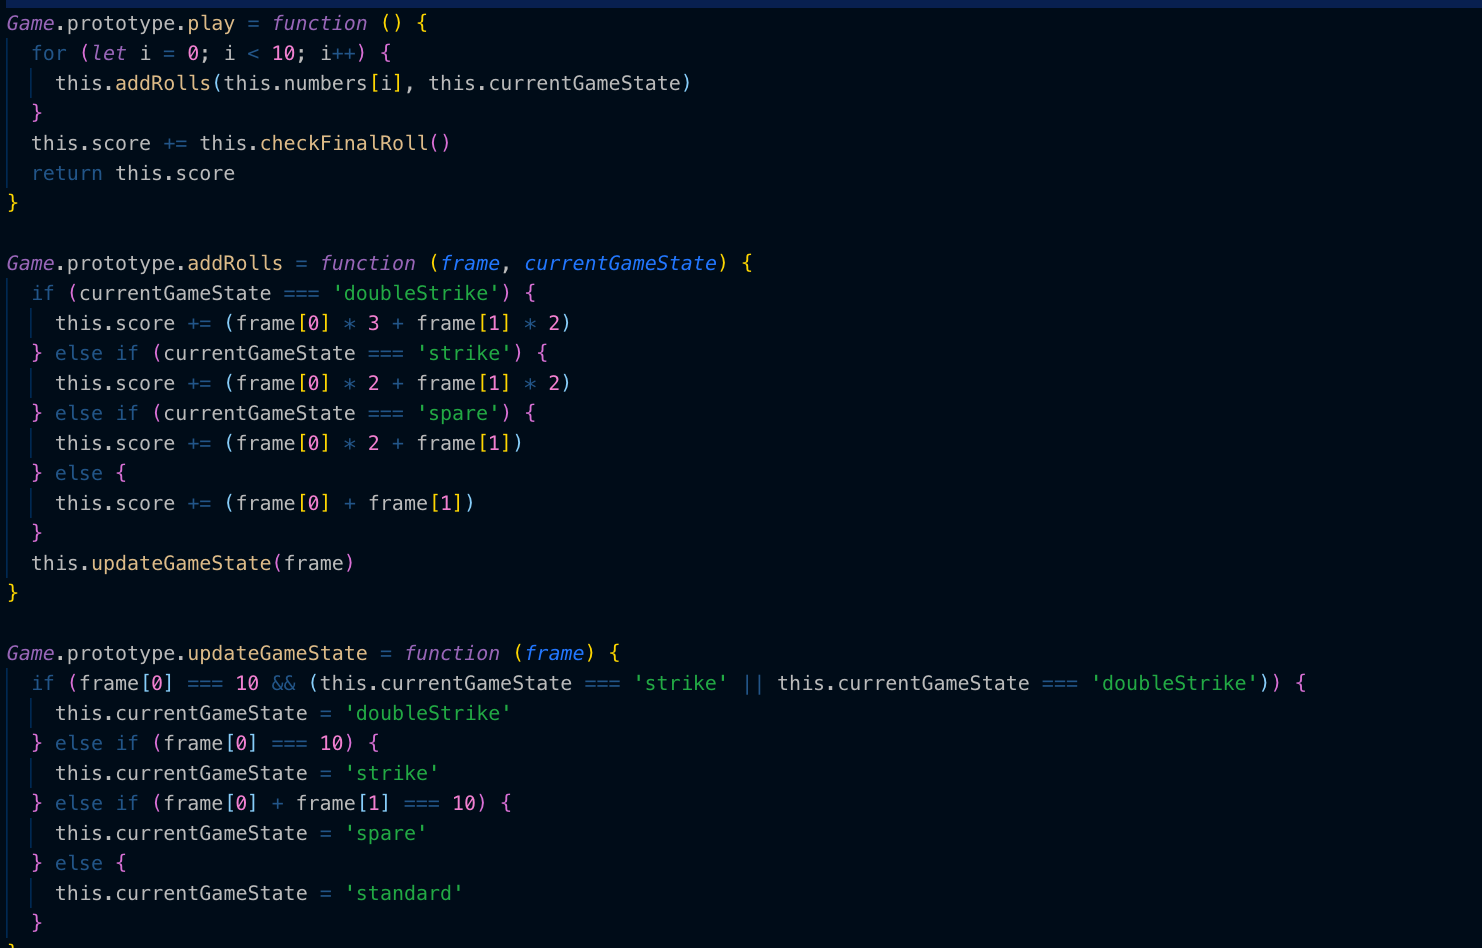 Game.prototype.play = function () {
  for (let i = 0; i < 10; i++) {
    this.addRolls(this.numbers[i], this.currentGameState)
  }
  this.score += this.checkFinalRoll()
  return this.score
}

Game.prototype.addRolls = function (frame, currentGameState) {
  if (currentGameState === 'doubleStrike') {
    this.score += (frame[0] * 3 + frame[1] * 2)
  } else if (currentGameState === 'strike') {
    this.score += (frame[0] * 2 + frame[1] * 2)
  } else if (currentGameState === 'spare') {
    this.score += (frame[0] * 2 + frame[1])
  } else {
    this.score += (frame[0] + frame[1])
  }
  this.updateGameState(frame)
}

Game.prototype.updateGameState = function (frame) {
  if (frame[0] === 10 && (this.currentGameState === 'strike' || this.currentGameState === 'doubleStrike')) {
    this.currentGameState = 'doubleStrike'
  } else if (frame[0] === 10) {
    this.currentGameState = 'strike'
  } else if (frame[0] + frame[1] === 10) {
    this.currentGameState = 'spare'
  } else {
    this.currentGameState = 'standard'
  }
}